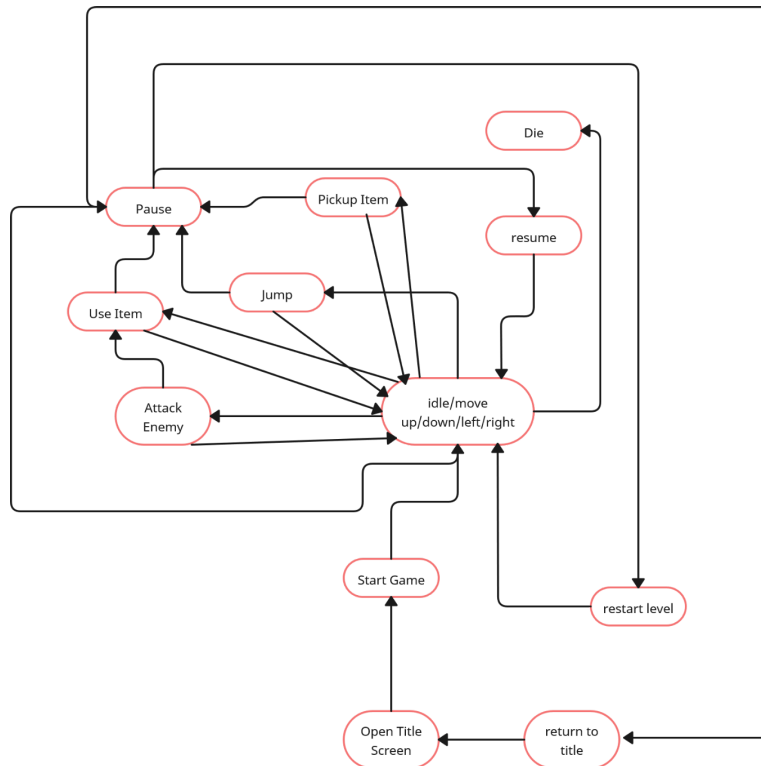 Die
Pickup Item
Pause
resume
Jump
Use Item
idle/move
up/down/left/right
Attack
Enemy
Start Game
restart level
Open Title
Screen
return to
title